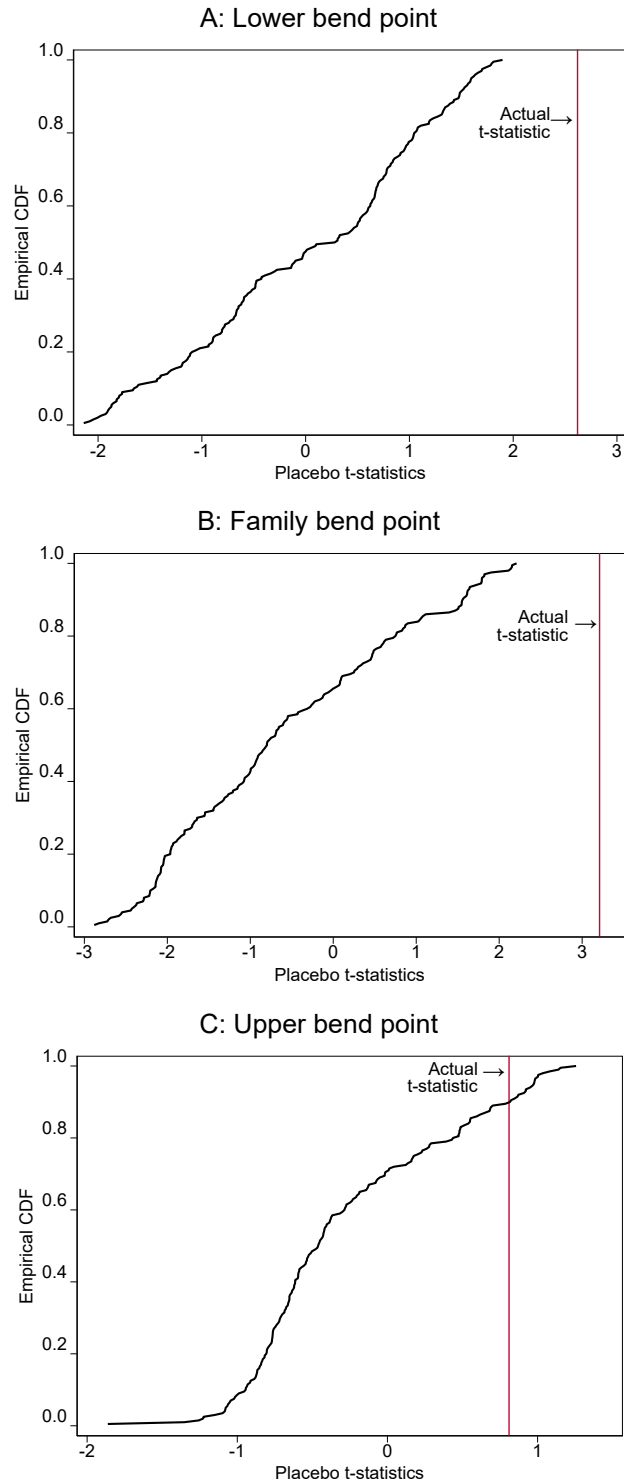 A: Lower bend point
1.0
0.8
0.6
0.4
0.2
0.0
Empirical CDF
Actual→
t-statistic
-2 -1 0 1 2 3
Placebo t-statistics
B: Family bend point
1.0
0.8
0.6
0.4
0.2
0.0
Empirical CDF
Actual →
t-statistic
-3 -2 -1 0 1 2 3
Placebo t-statistics
C: Upper bend point
1.0
0.8
0.6
0.4
0.2
0.0
Empirical CDF
Actual →
t-statistic
-2 -1 0 1
Placebo t-statistics